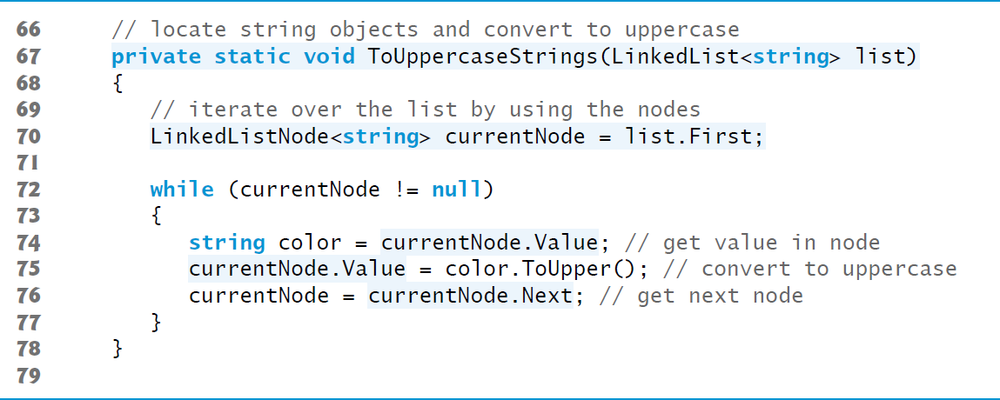 66 // locate string objects and convert to uppercase
67 private static void ToUppercaseStrings(LinkedList<string> list)
68 {
69 // iterate over the list by using the nodes
70 LinkedListNode<string> currentNode = list.First;
71
72 while (currentNode != null)
73 {
74 string color = currentNode.Value; // get value in node
75 currentNode.Value = color.ToUpper(); // convert to uppercase
76 currentNode = currentNode.Next; // get next node
77 }
78 }
79